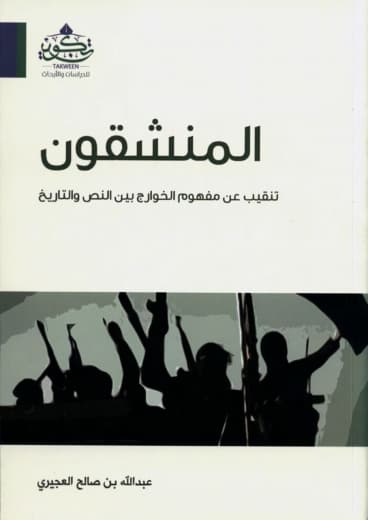 تكوين
TAKWEEN
للدراسات والأبحاث
المنشقون
تنقيب عن مفهوم الخوارج بين النص والتاريخ
عبدالله بن صالح العجيري